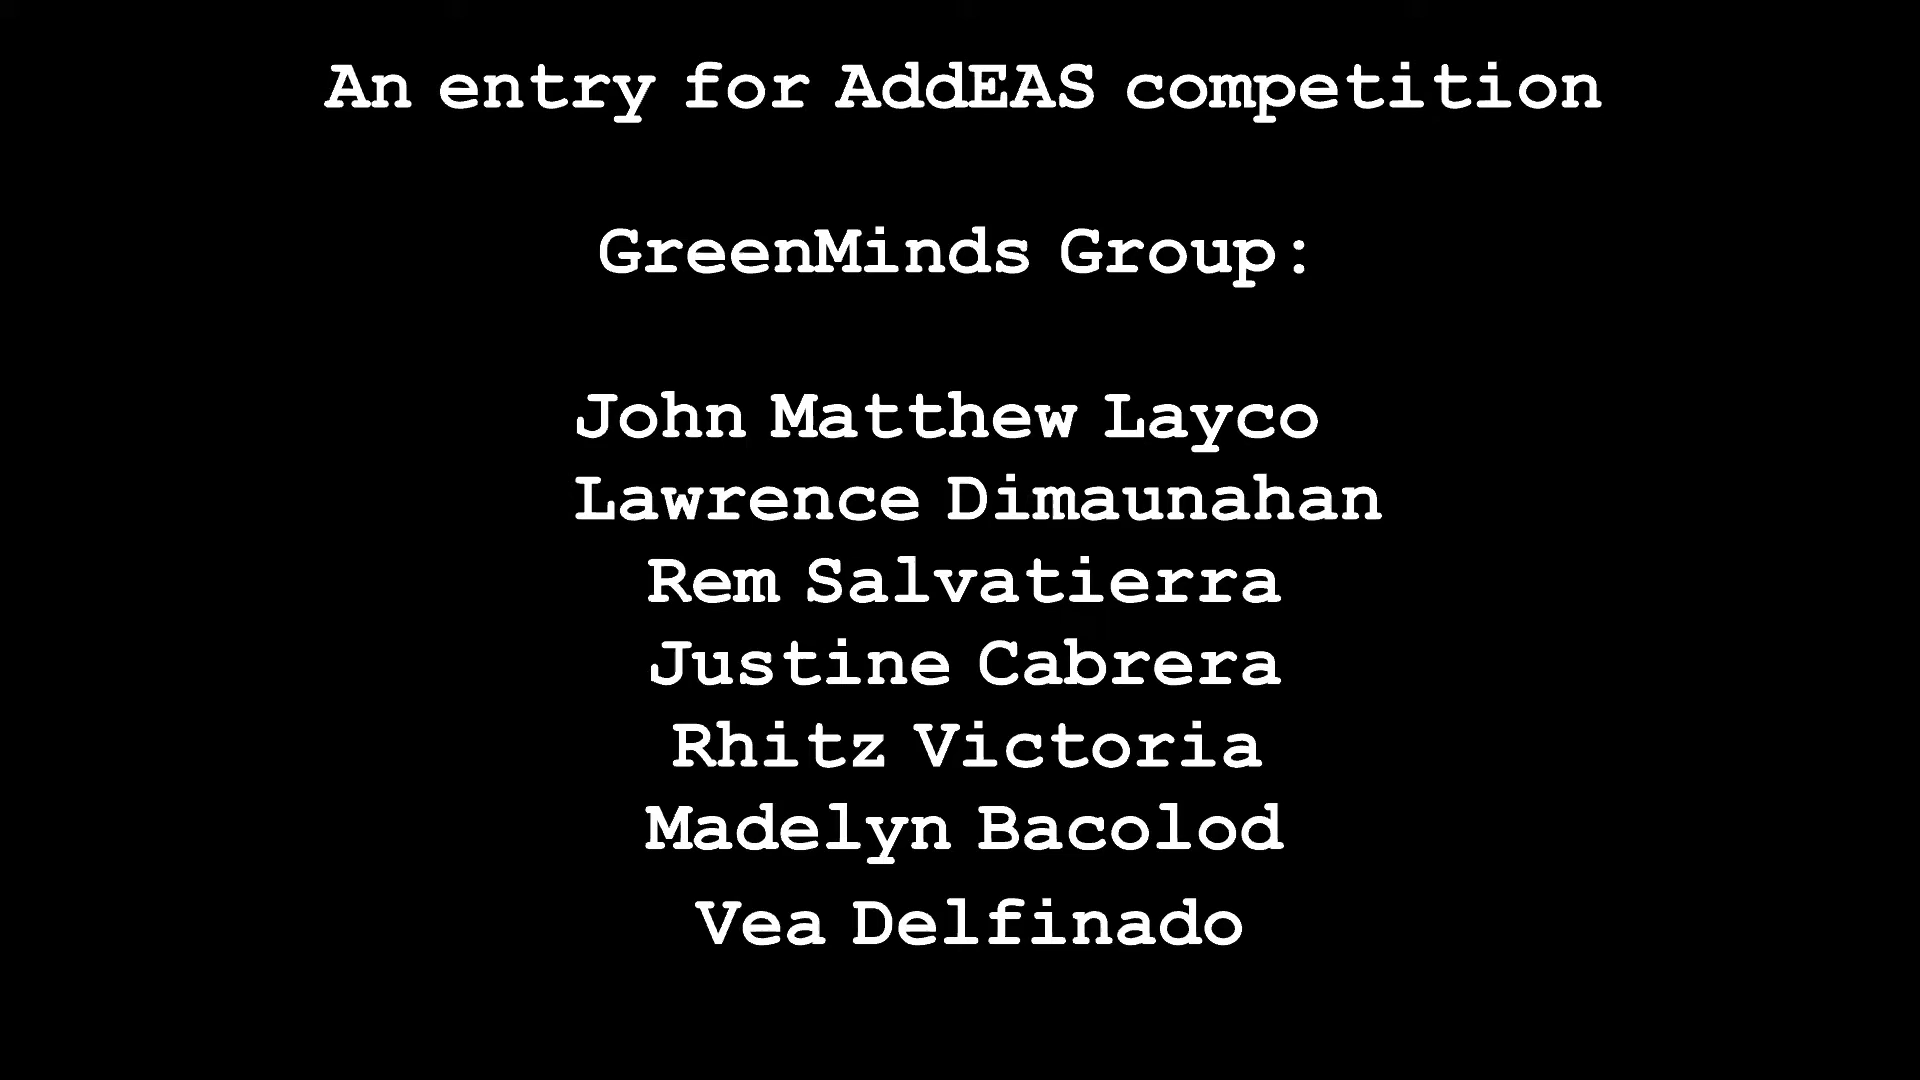 An entry for AddEAS competition
GreenMinds Group:
John Matthew Layco
Lawrence Dimaunahan
Rem Salvatierra
Justine Cabrera
Rhitz Victoria
Madelyn Bacolod
Vea Delfinado